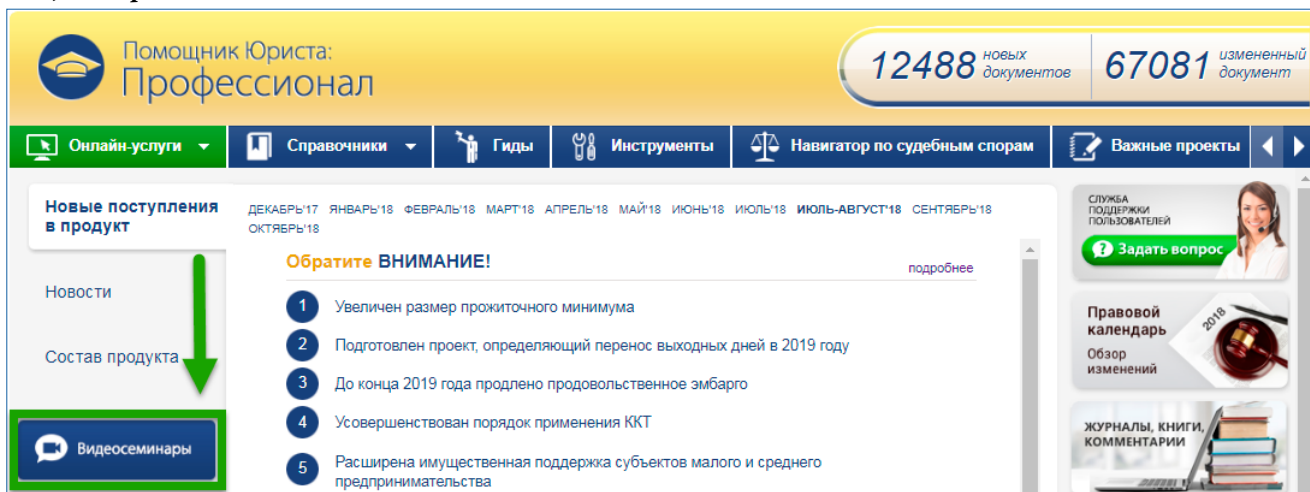 Помощник Юриста:
Профессионал
12488 новых документов
67081 измененный документ
Онлайн-услуги
Справочники
Гиды
Инструменты
Навигатор по судебным спорам
Важные проекты
Новые поступления
в продукт
Новости
Состав продукта
Видеосеминары
ДЕКАБРЬ'17 ЯНВАРЬ'18 ФЕВРАЛЬ'18 МАРТ'18 АПРЕЛЬ'18 МАЙ'18 ИЮНЬ'18 ИЮЛЬ'18 ИЮЛЬ-АВГУСТ'18 СЕНТЯБРЬ'18
ОКТЯБРЬ'18
Обратите ВНИМАНИЕ!
подробнее
1 Увеличен размер прожиточного минимума
2 Подготовлен проект, определяющий перенос выходных дней в 2019 году
3 До конца 2019 года продлено продовольственное эмбарго
4 Усовершенствован порядок применения ККТ
5 Расширена имущественная поддержка субъектов малого и среднего
предпринимательства
СЛУЖБА
ПОДДЕРЖКИ
ПОЛЬЗОВАТЕЛЕЙ
? Задать вопрос
Правовой
календарь
2018
Обзор
изменений
ЖУРНАЛЫ, КНИГИ,
КОММЕНТАРИИ